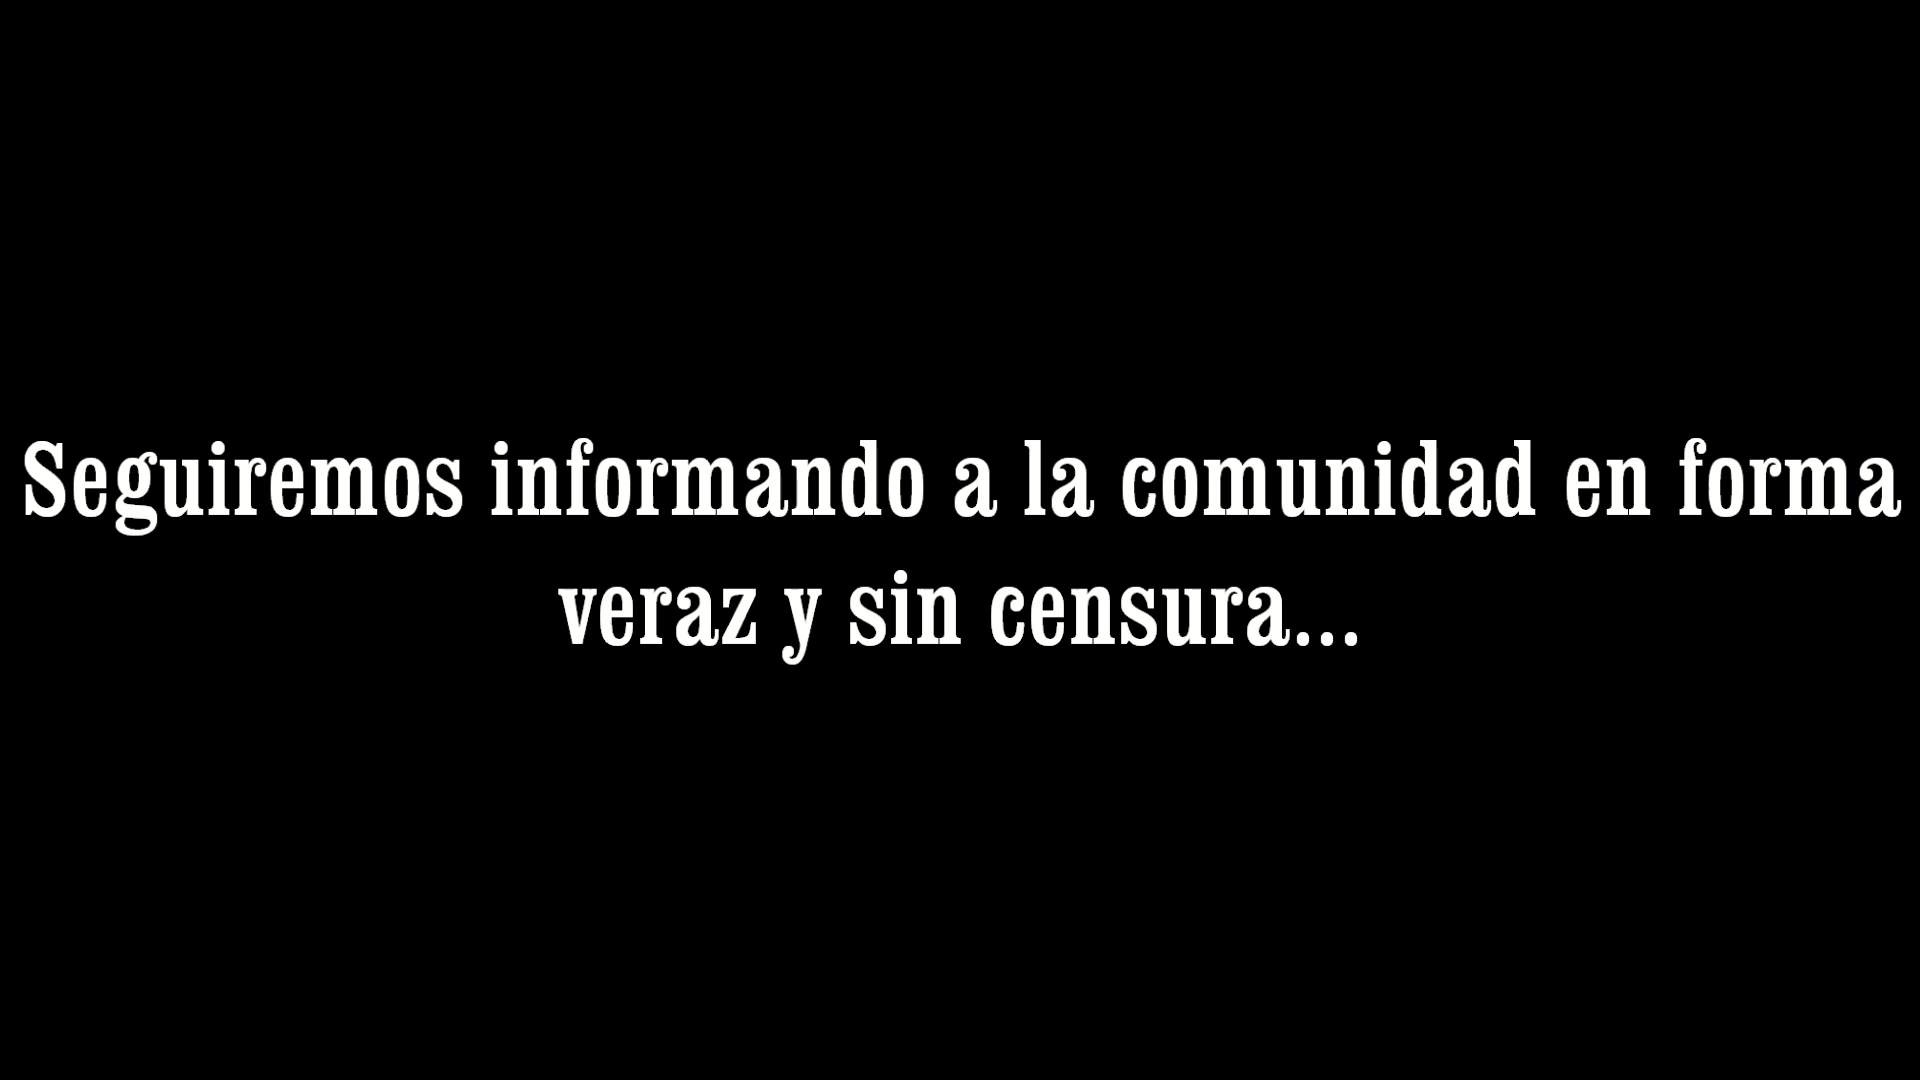 Seguiremos informando a la comunidad en forma
veraz y sin censura...